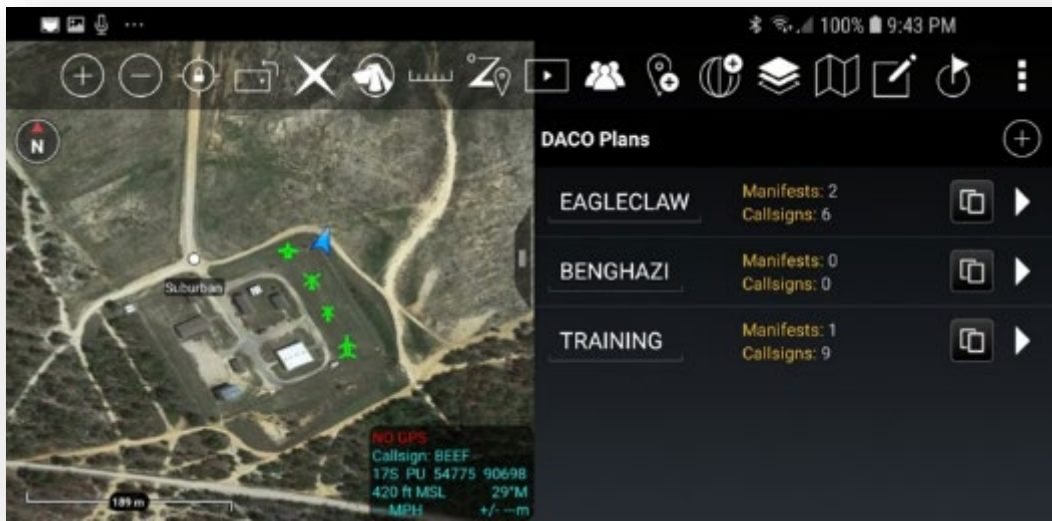 100% 9:43 PM
N
DACO Plans
EAGLECLAW
Manifests: 2
Callsigns: 6
BENGHAZI
Manifests: 0
Callsigns: 0
TRAINING
Manifests: 1
Callsigns: 9
Suburban
NO GPS
Callsign: BEEF
17S PU 54775 90698
420 ft MSL 29°M
--- MPH +/- ---m
189 m